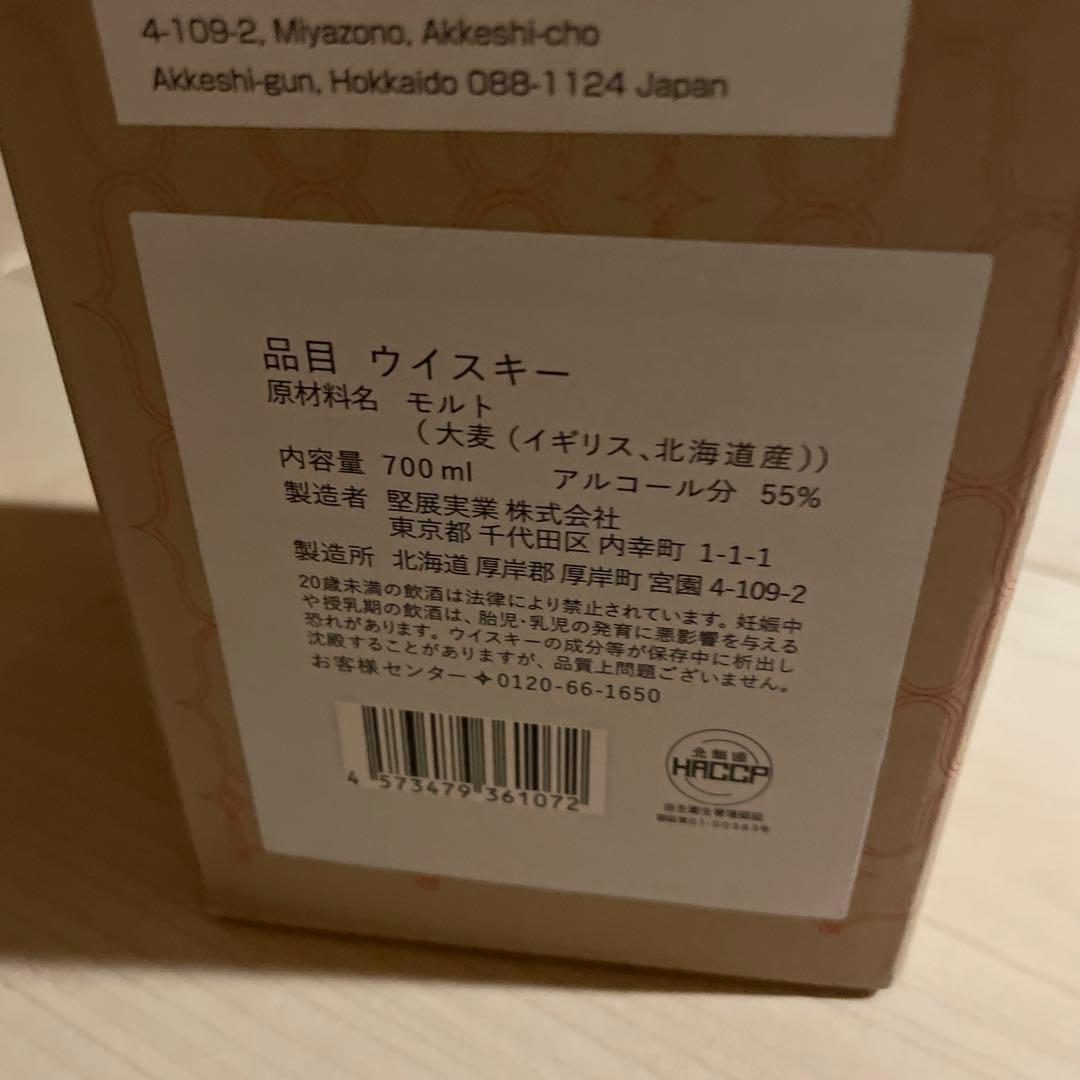 4-109-2, Miyazono, Akkeshi-cho
Akkeshi-gun, Hokkaido 088-1124 Japan
品目 ウイスキー
原材料名 モルト
(大麦(イギリス、北海道産))
内容量 700ml アルコール分 55%
製造者 堅展実業 株式会社
東京都 千代田区 内幸町 1-1-1
製造所 北海道 厚岸郡 厚岸町 宮園 4-109-2
20歳未満の飲酒は法律により禁止されています。妊娠中
や授乳期の飲酒は、胎児・乳児の発育に悪影響を与える
恐れがあります。ウイスキーの成分等が保存中に析出し
沈殿することがありますが、品質上問題ございません。
お客様センター✦0120-66-1650
4 573479 361072
北海道
HACCP
自主衛生管理認証